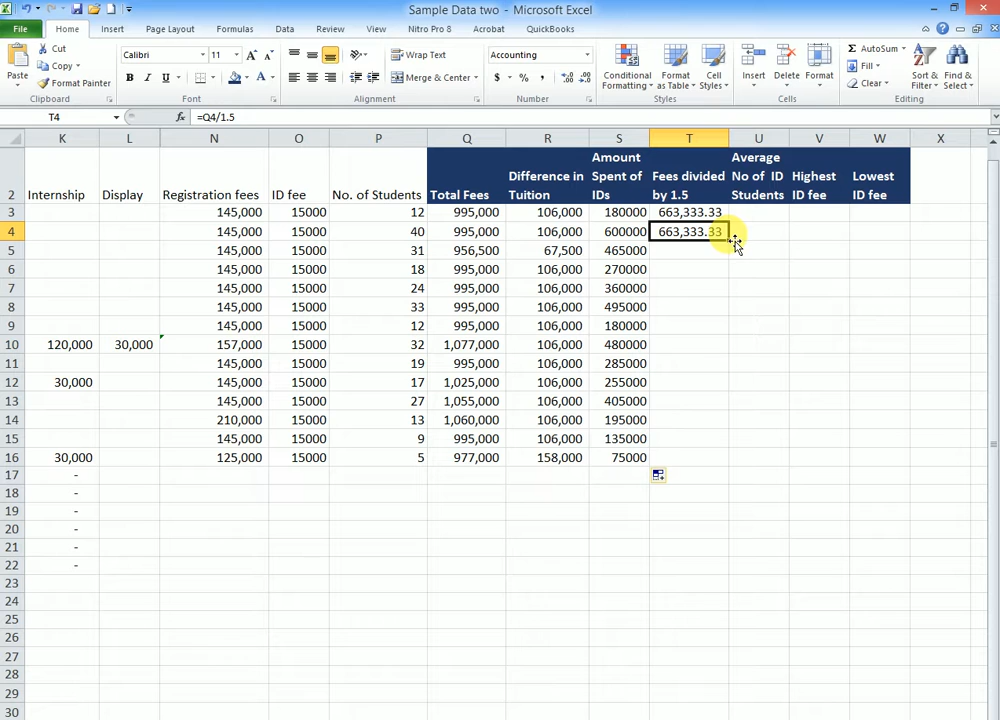 Sample Data two - Microsoft Excel
File Home Insert Page Layout Formulas Data Review View Nitro Pro 8 Acrobat QuickBooks
Paste
Cut
Copy
Format Painter
Clipboard
Calibri 11
A A
B I U A
Font
Wrap Text
Merge & Center
Alignment
Accounting
$ % ,
Number
Conditional Formatting
Format as Table
Cell Styles
Styles
Insert Delete Format
Cells
Σ AutoSum
Fill
Clear
Sort & Filter
Find & Select
Editing
T4 fx =Q4/1.5
K L N O P Q R S T U V W X
2 Internship Display Registration fees ID fee No. of Students Total Fees Difference in Tuition Amount Spent of IDs Fees divided by 1.5 Average No of ID Students Highest ID fee Lowest ID fee
3 145,000 15000 12 995,000 106,000 180000 663,333.33
4 145,000 15000 40 995,000 106,000 600000 663,333.33
5 145,000 15000 31 956,500 67,500 465000
6 145,000 15000 18 995,000 106,000 270000
7 145,000 15000 24 995,000 106,000 360000
8 145,000 15000 33 995,000 106,000 495000
9 145,000 15000 12 995,000 106,000 180000
10 120,000 30,000 157,000 15000 32 1,077,000 106,000 480000
11 145,000 15000 19 995,000 106,000 285000
12 30,000 145,000 15000 17 1,025,000 106,000 255000
13 145,000 15000 27 1,055,000 106,000 405000
14 210,000 15000 13 1,060,000 106,000 195000
15 145,000 15000 9 995,000 106,000 135000
16 30,000 125,000 15000 5 977,000 158,000 75000
17 -
18 -
19 -
20 -
21 -
22 -
23
24
25
26
27
28
29
30